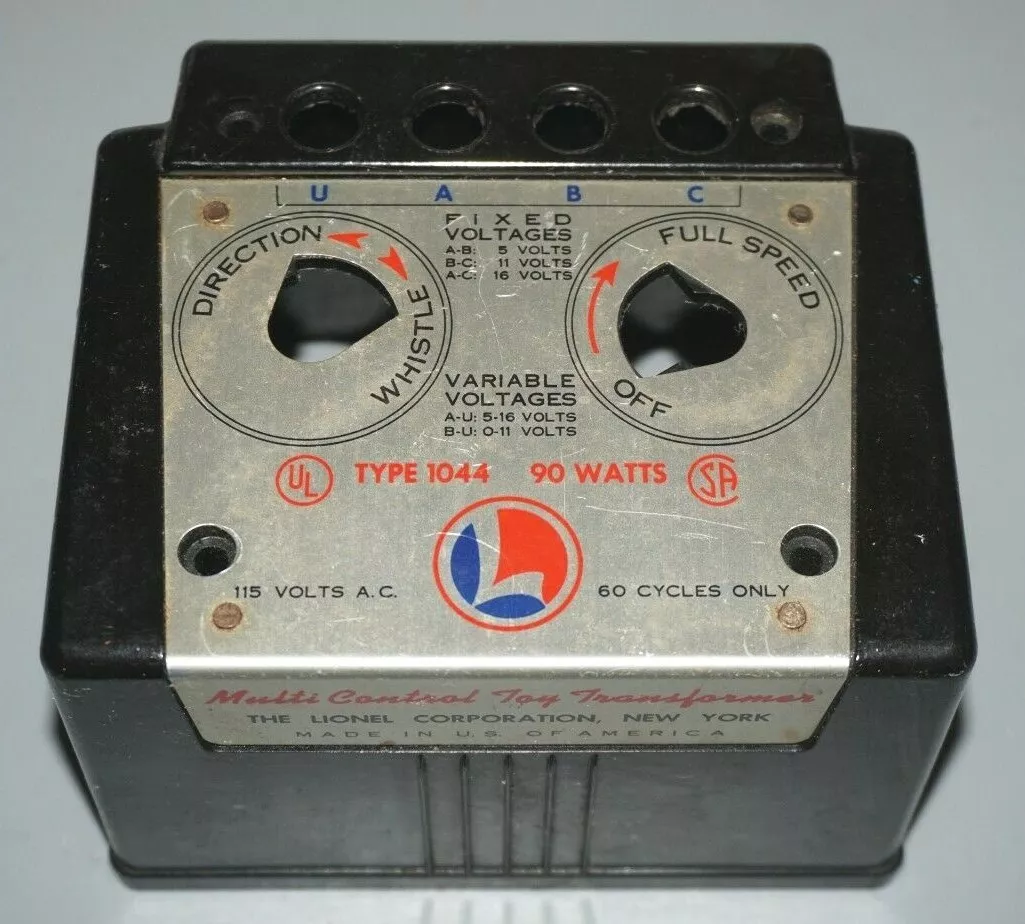 U A B C
DIRECTION
WHISTLE
FIXED
VOLTAGES
A-B: 5 VOLTS
B-C: 11 VOLTS
A-C: 16 VOLTS
FULL SPEED
OFF
VARIABLE
VOLTAGES
A-U: 5-16 VOLTS
B-U: 0-11 VOLTS
UL TYPE 1044 90 WATTS SA
L
115 VOLTS A.C. 60 CYCLES ONLY
Multi Control Toy Transformer
THE LIONEL CORPORATION, NEW YORK
MADE IN U.S. OF AMERICA